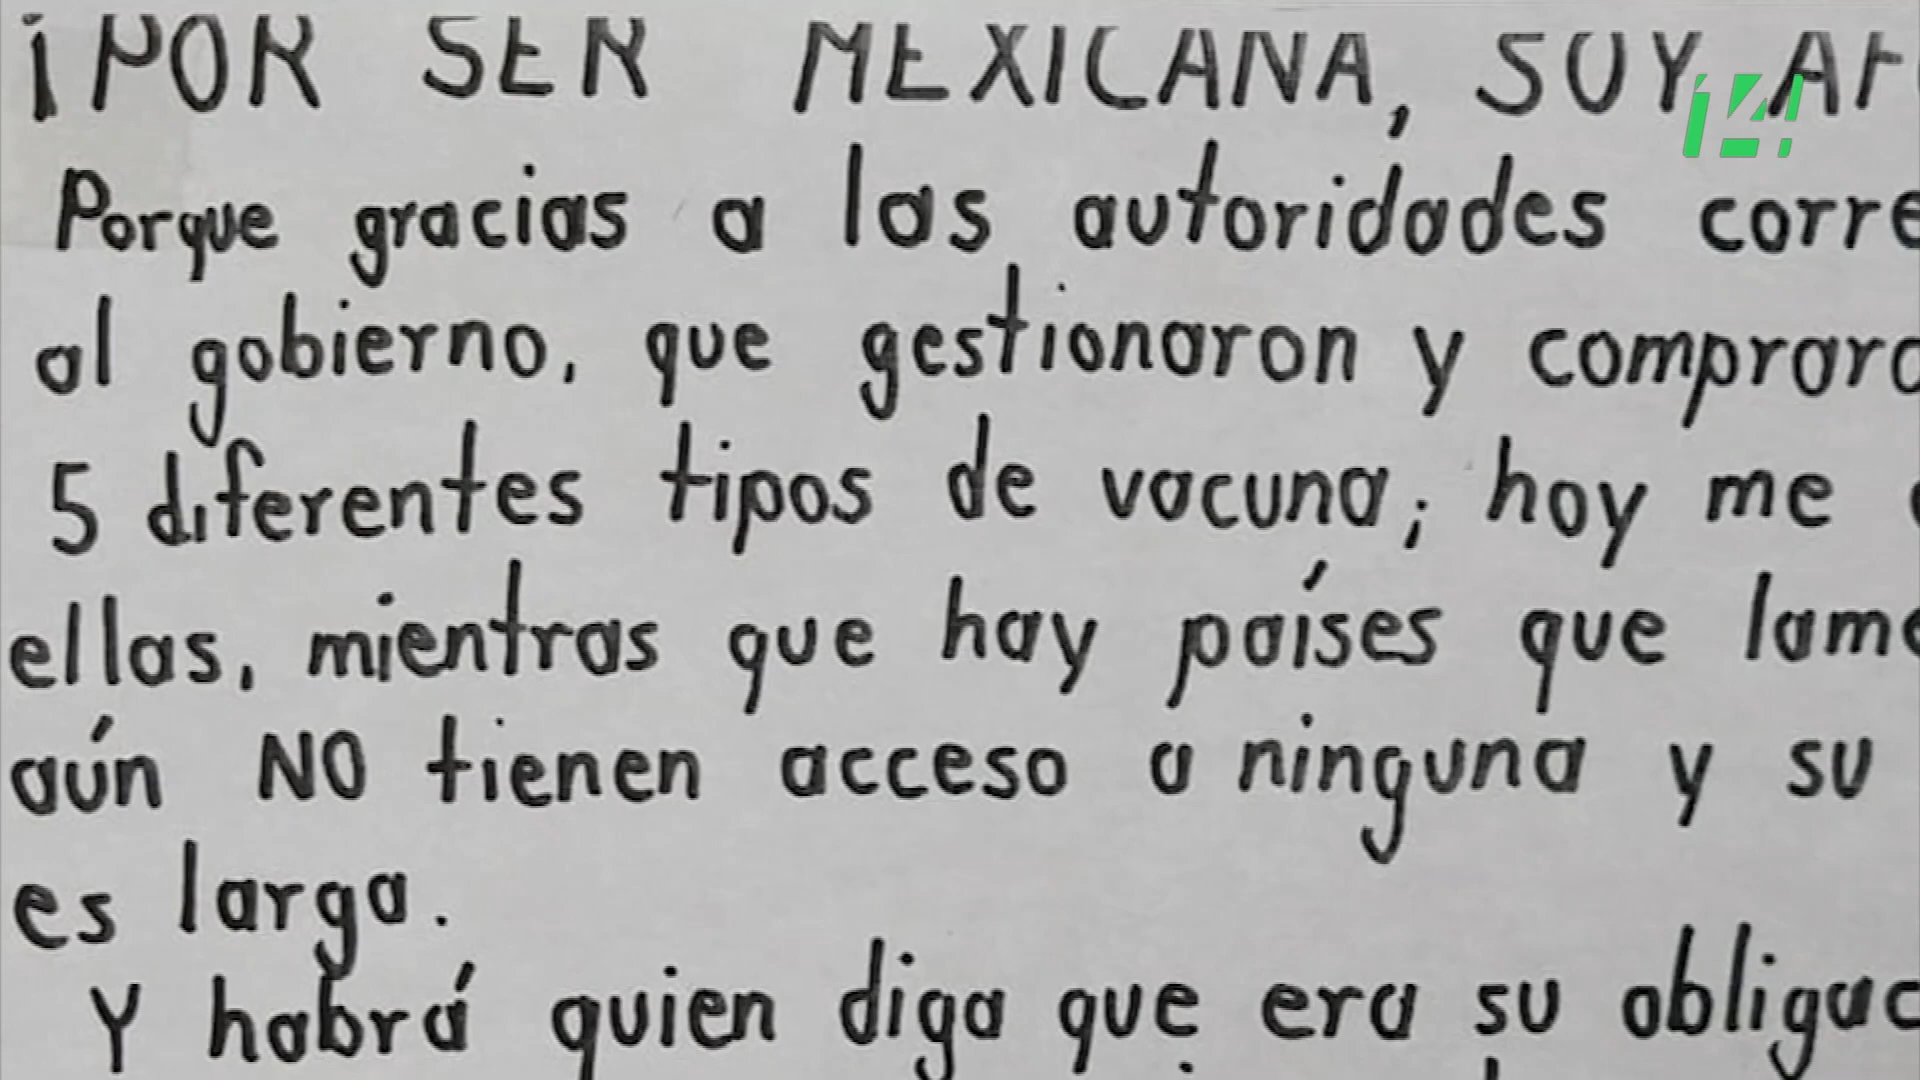 ¡POR SER MEXICANA, SOY
Porque gracias a las autoridades
al gobierno, que gestionaron y
5 diferentes tipos de vacuna; hoy me
ellas, mientras que hay países que
aún NO tienen acceso a ninguna y su
es larga.
Y habrá quien diga que era su